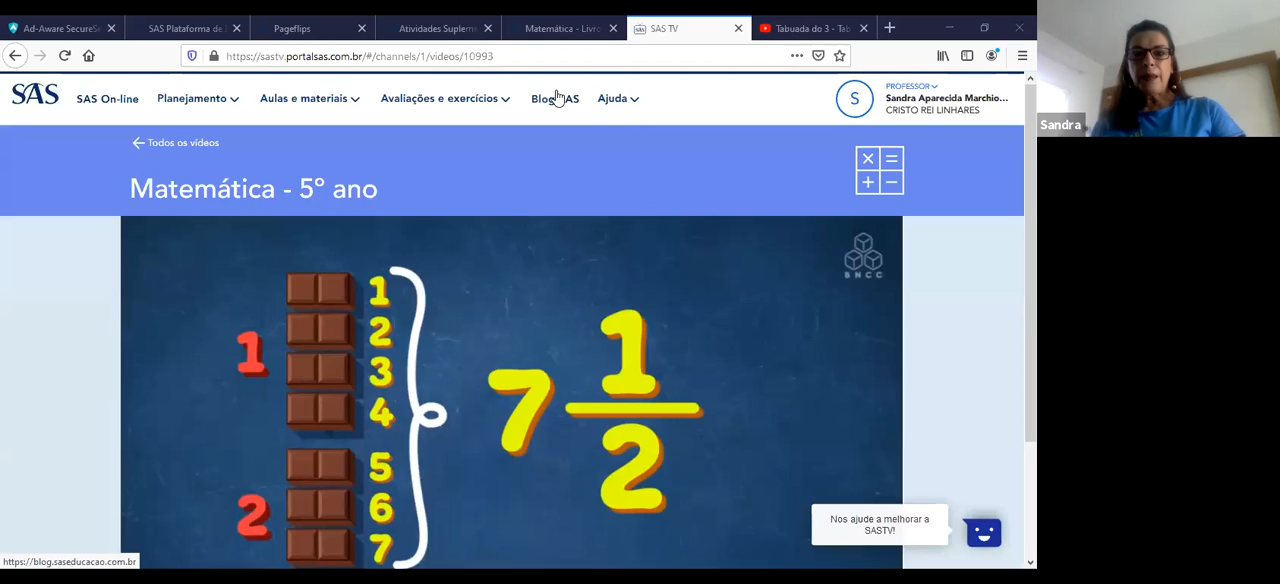 Ad-Aware SecureSe
SAS Plataforma de
Pageflips
Atividades Suplem
Matemática - Livro
SAS TV
Tabuada do 3 - Tab
https://sastv.portalsas.com.br/#/channels/1/videos/10993
SAS
SAS On-line
Planejamento
Aulas e materiais
Avaliações e exercícios
Blog SAS
Ajuda
S
PROFESSOR
Sandra Aparecida Marchio...
CRISTO REI LINHARES
Sandra
Todos os vídeos
Matemática - 5º ano
BNCC
1
1
2
3
4
2
5
6
7
7 1/2
Nos ajude a melhorar a
SASTV!
https://blog.saseducacao.com.br